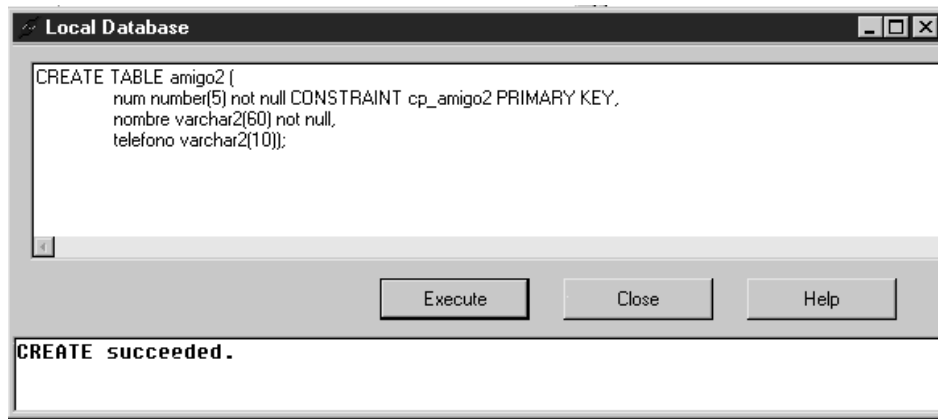 Local Database
CREATE TABLE amigo2 (
num number(5) not null CONSTRAINT cp_amigo2 PRIMARY KEY,
nombre varchar2(60) not null,
telefono varchar2(10));
Execute
Close
Help
CREATE succeeded.